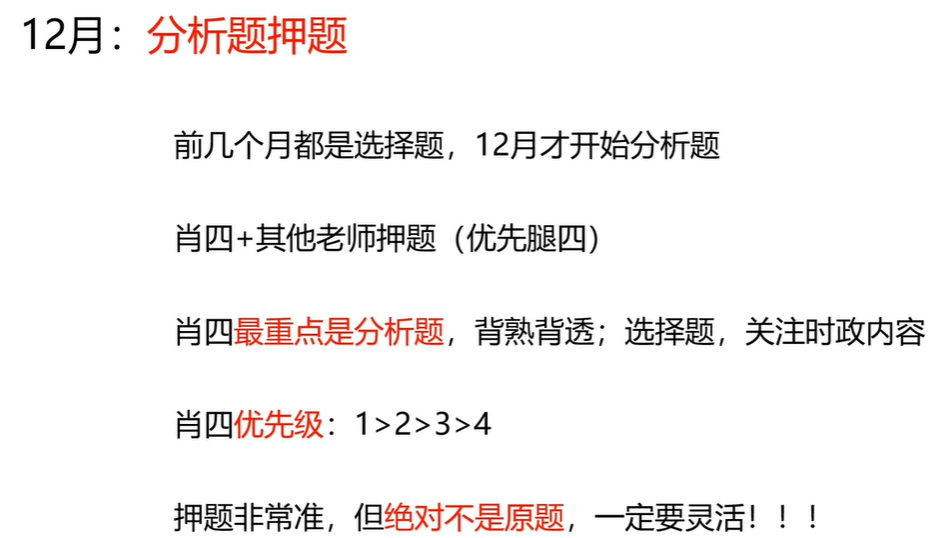 12月：分析题押题
前几个月都是选择题，12月才开始分析题
肖四+其他老师押题（优先腿四）
肖四最重点是分析题，背熟背透；选择题，关注时政内容
肖四优先级：1>2>3>4
押题非常准，但绝对不是原题，一定要灵活！！！